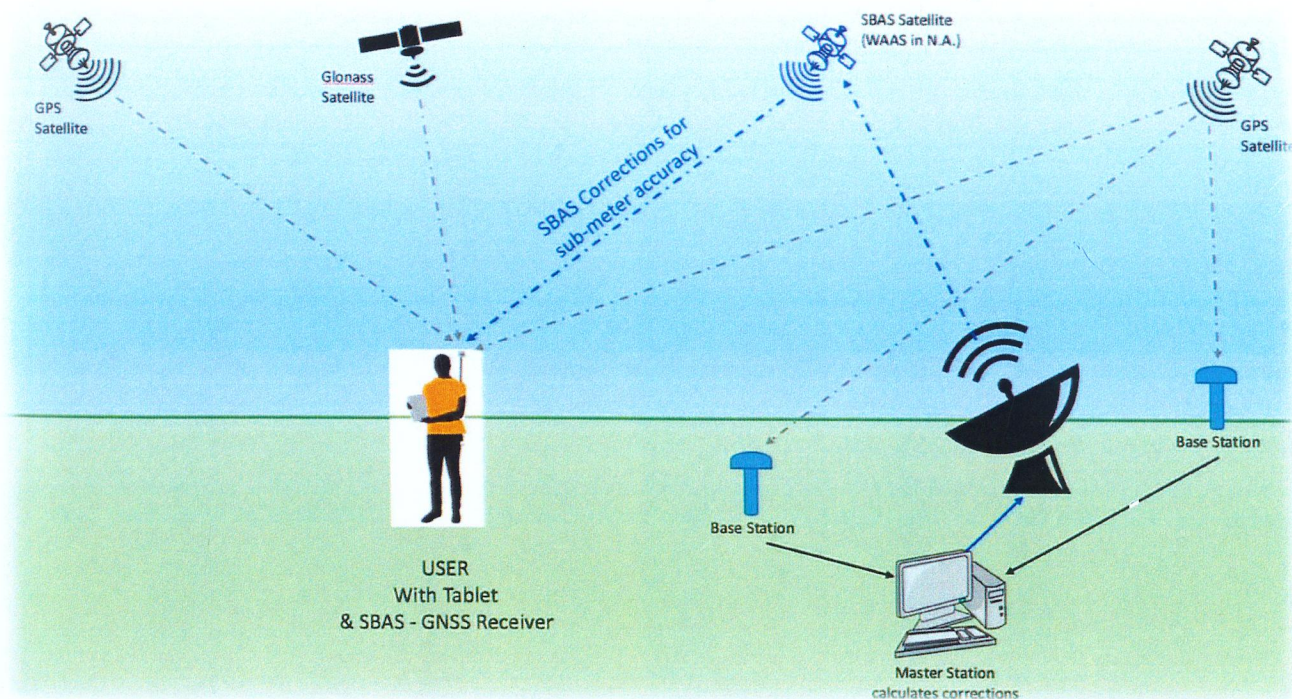 SBAS Satellite
(WAAS in N.A.)
Glonass
Satellite
GPS
Satellite
GPS
Satellite
SBAS Corrections for
sub-meter accuracy
Base Station
Base Station
USER
With Tablet
& SBAS - GNSS Receiver
Master Station
calculates corrections